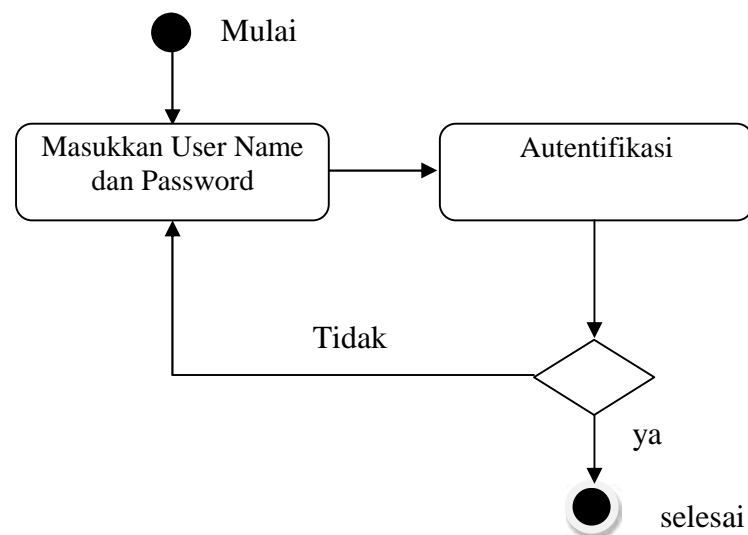 Mulai
Masukkan User Name
dan Password
Autentifikasi
Tidak
ya
selesai